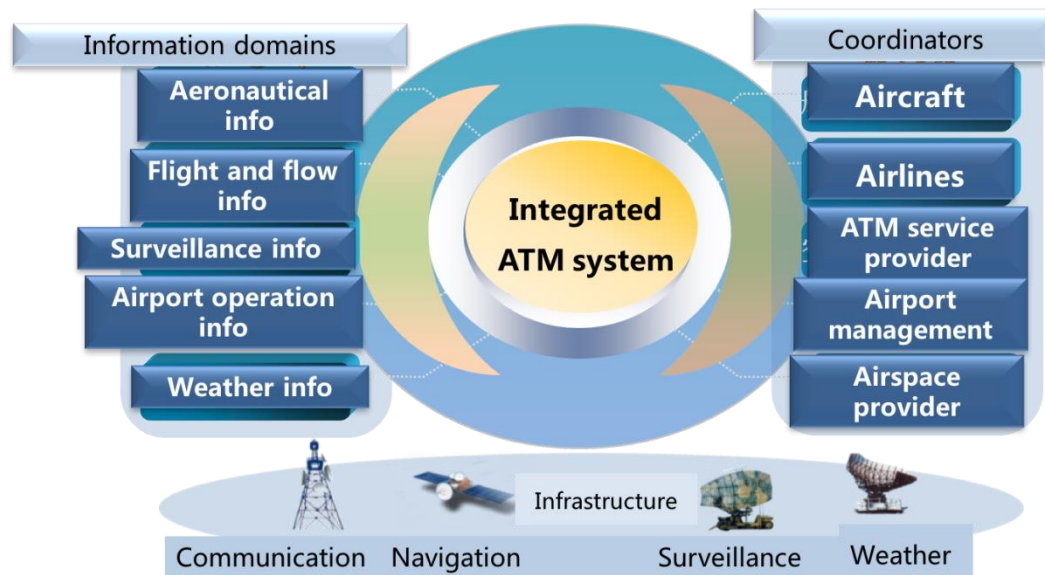 Information domains
Aeronautical
info
Flight and flow
info
Surveillance info
Airport operation
info
Weather info
Integrated
ATM system
Coordinators
Aircraft
Airlines
ATM service
provider
Airport
management
Airspace
provider
Infrastructure
Communication
Navigation
Surveillance
Weather